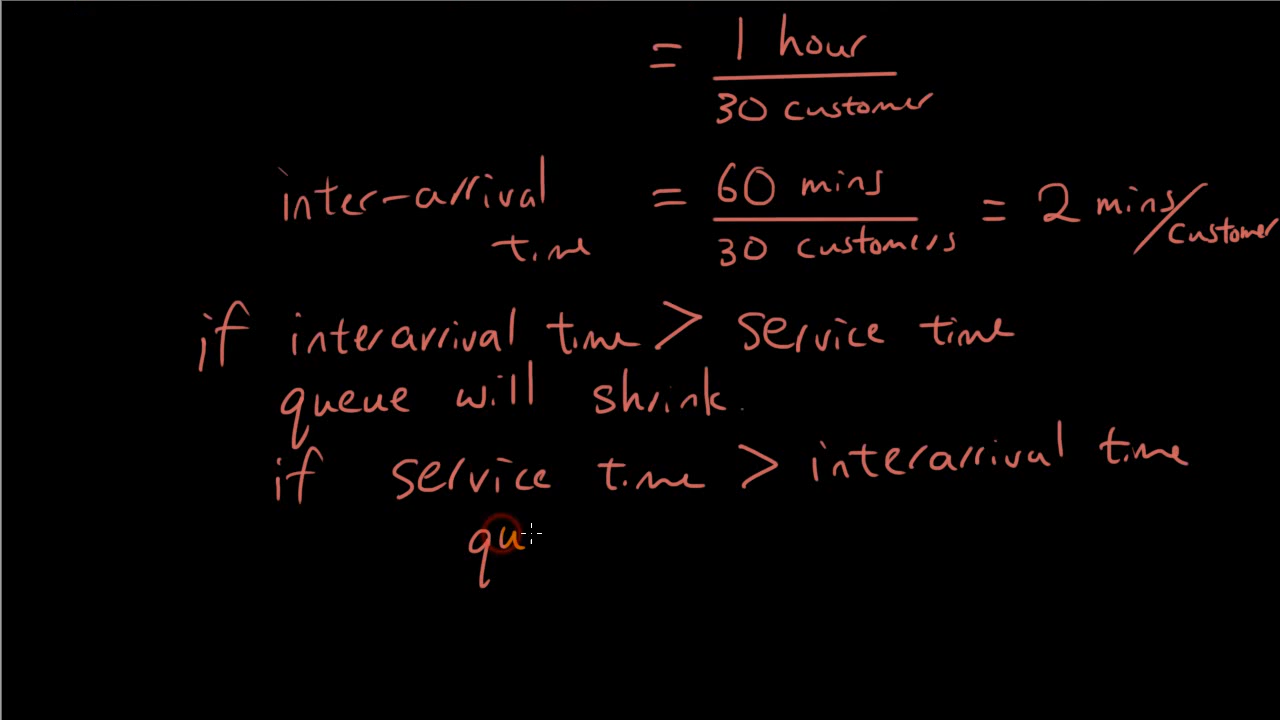 = 1 hour
30 customer
inter-arrival time = 60 mins
30 customers = 2 mins/customer
if interarrival time > service time
queue will shrink.
if service time > interarrival time
qu